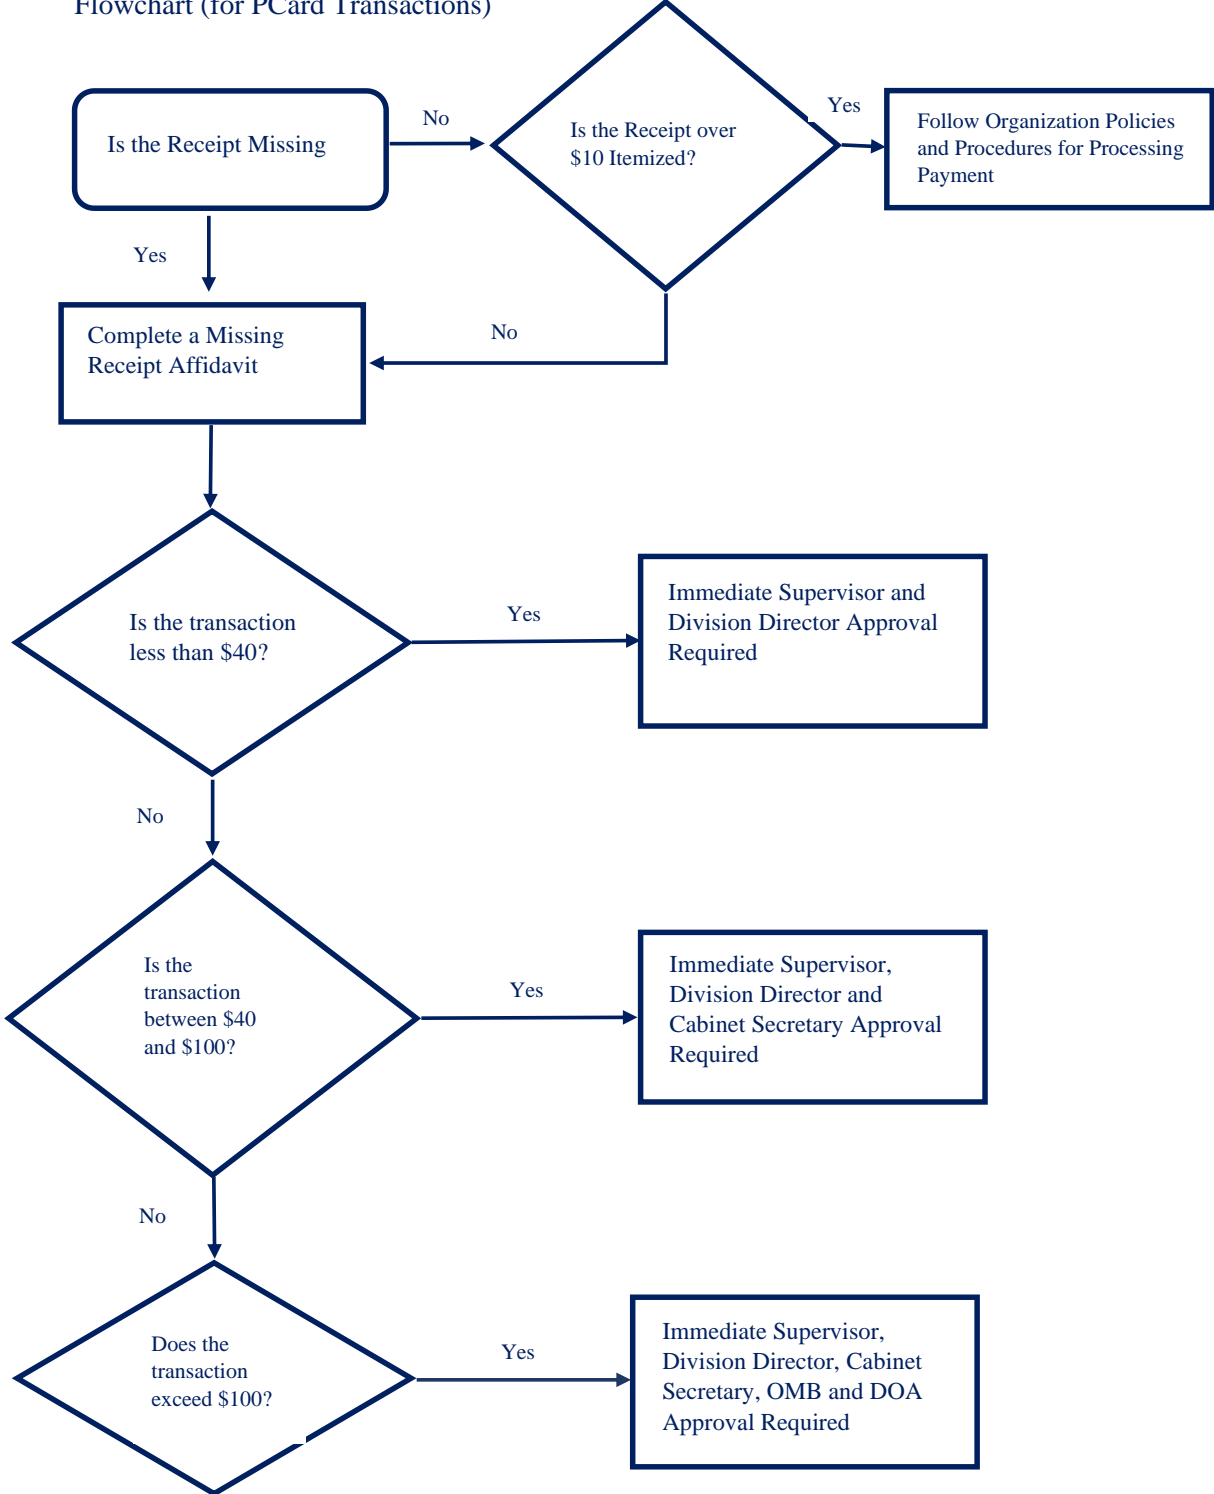 Flowchart (for PCard Transactions)
Is the Receipt Missing
No
Is the Receipt over
$10 Itemized?
Yes
Follow Organization Policies
and Procedures for Processing
Payment
Yes
Complete a Missing
Receipt Affidavit
No
Is the transaction
less than $40?
Yes
Immediate Supervisor and
Division Director Approval
Required
No
Is the
transaction
between $40
and $100?
Yes
Immediate Supervisor,
Division Director and
Cabinet Secretary Approval
Required
No
Does the
transaction
exceed $100?
Yes
Immediate Supervisor,
Division Director, Cabinet
Secretary, OMB and DOA
Approval Required